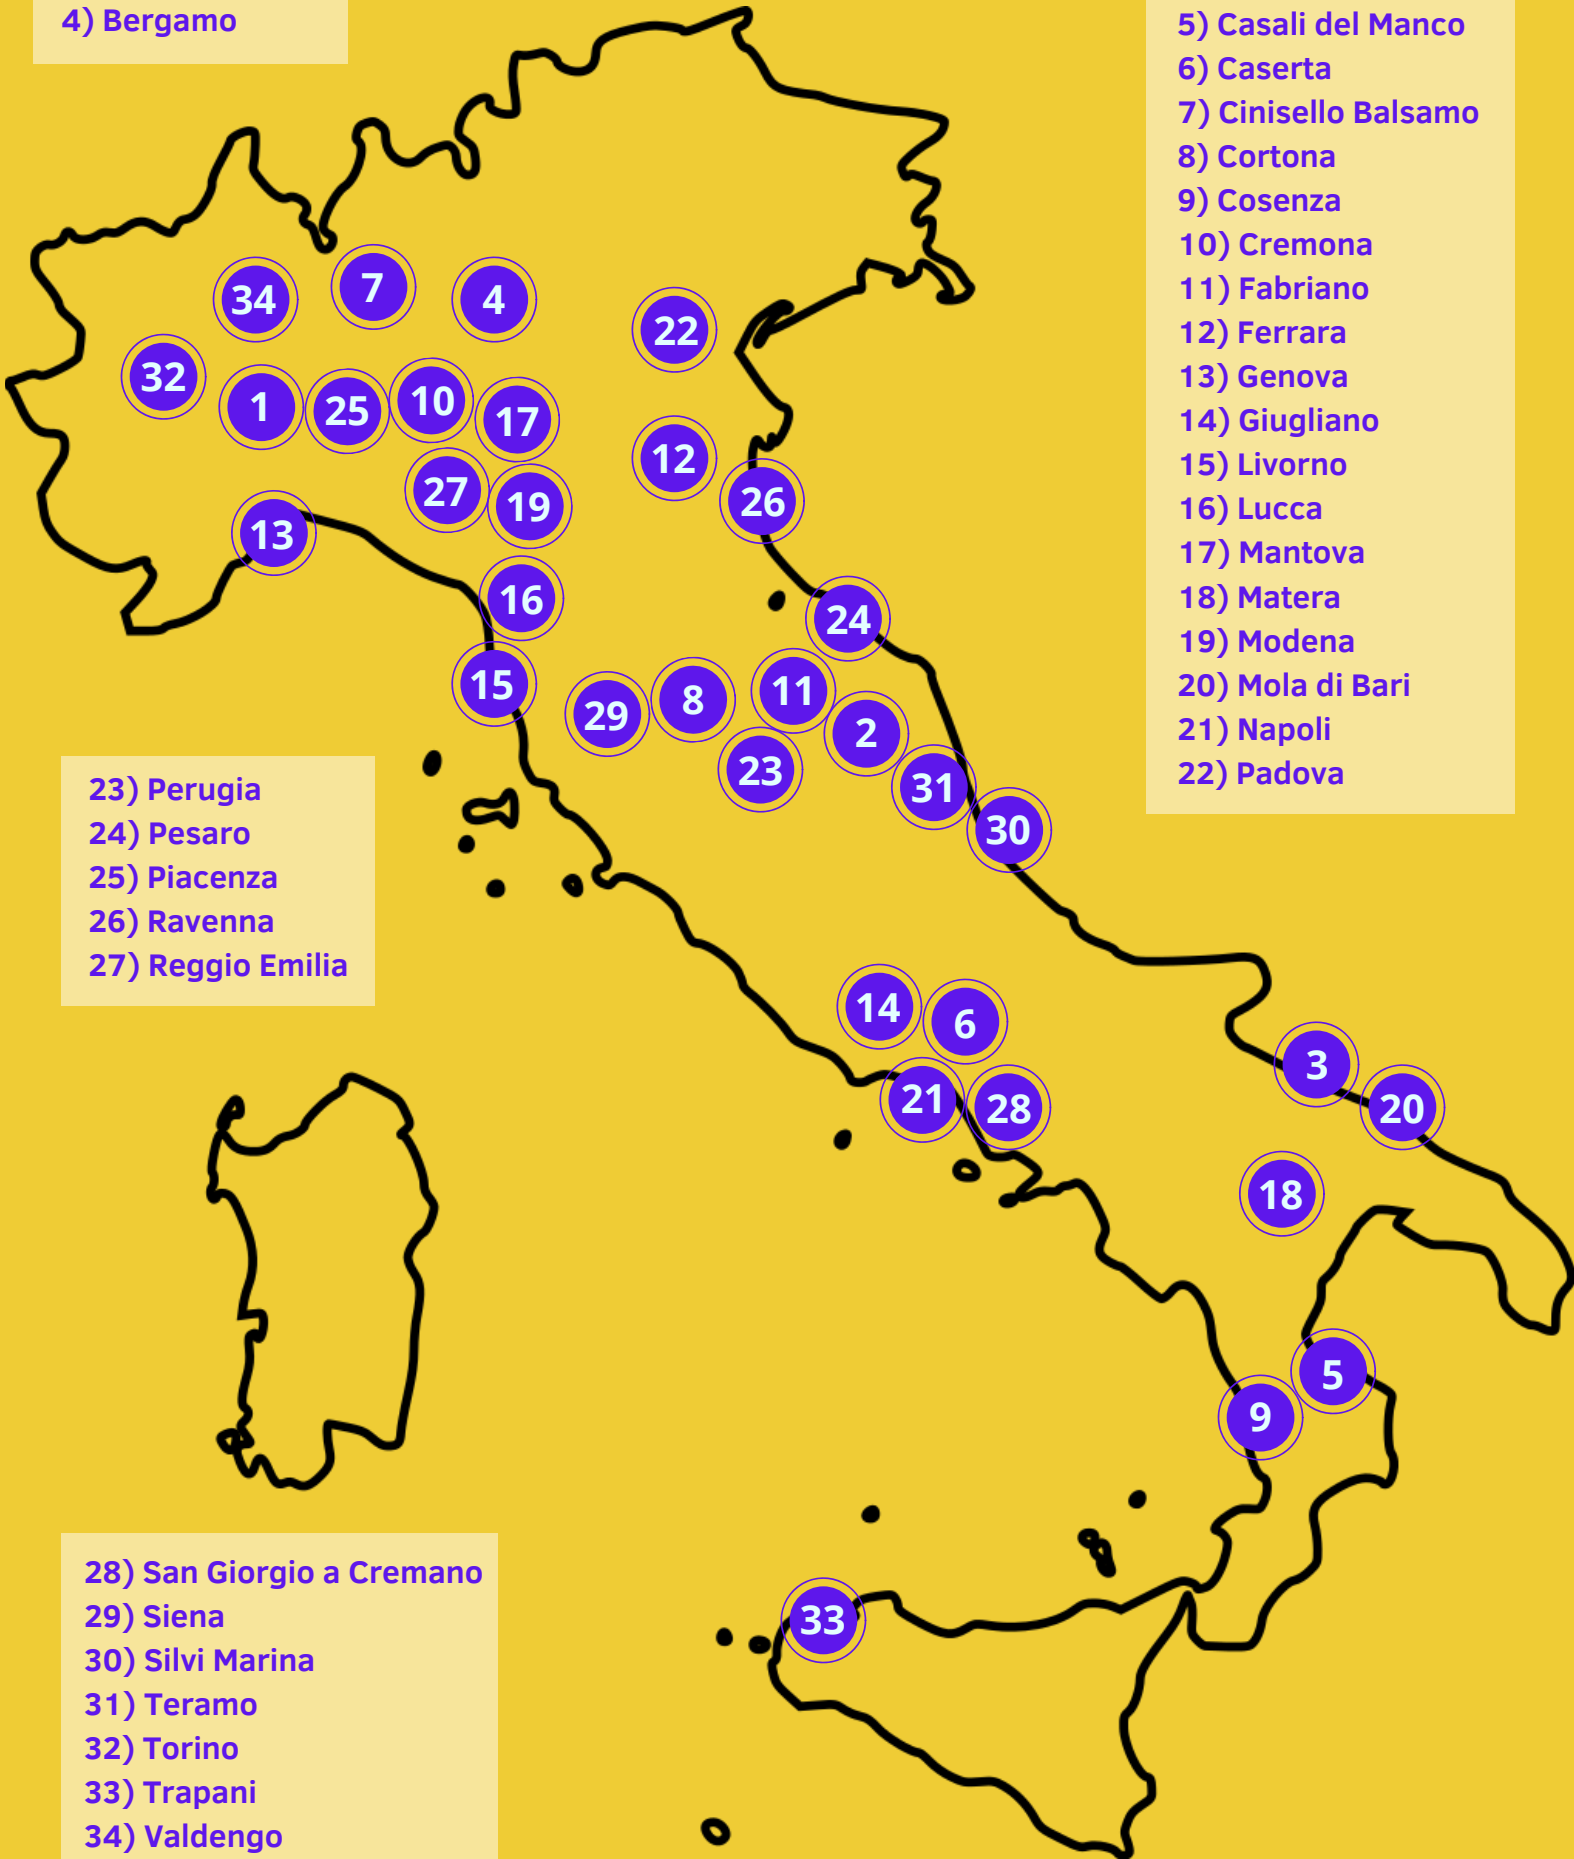 4) Bergamo
5) Casali del Manco
6) Caserta
7) Cinisello Balsamo
8) Cortona
9) Cosenza
10) Cremona
11) Fabriano
12) Ferrara
13) Genova
14) Giugliano
15) Livorno
16) Lucca
17) Mantova
18) Matera
19) Modena
20) Mola di Bari
21) Napoli
22) Padova
34
7
4
22
32
1
25
10
17
12
27
19
26
13
16
24
15
29
8
11
2
23
31
30
23) Perugia
24) Pesaro
25) Piacenza
26) Ravenna
27) Reggio Emilia
14
6
21
28
3
20
18
5
9
33
28) San Giorgio a Cremano
29) Siena
30) Silvi Marina
31) Teramo
32) Torino
33) Trapani
34) Valdengo